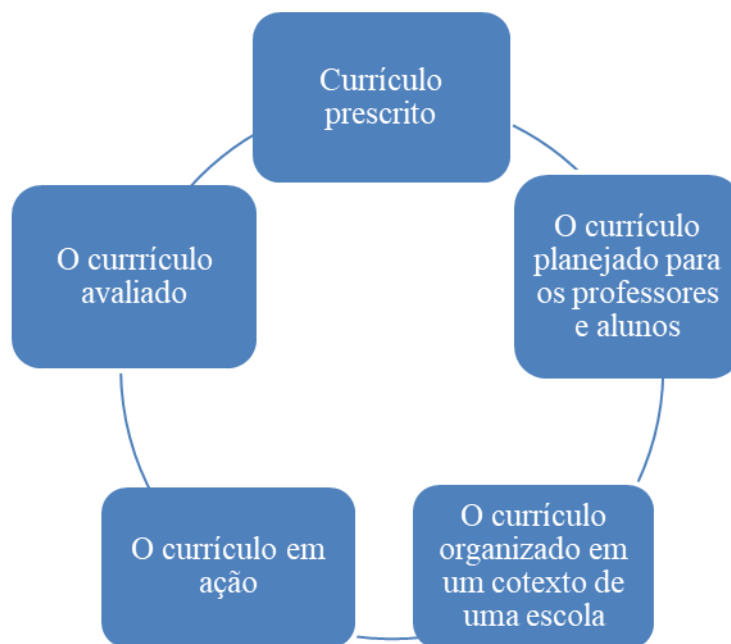 Currículo
prescrito
O currículo
planejado para
os professores
e alunos
O currículo
organizado em
um cotexto de
uma escola
O currículo em
ação
O currrículo
avaliado